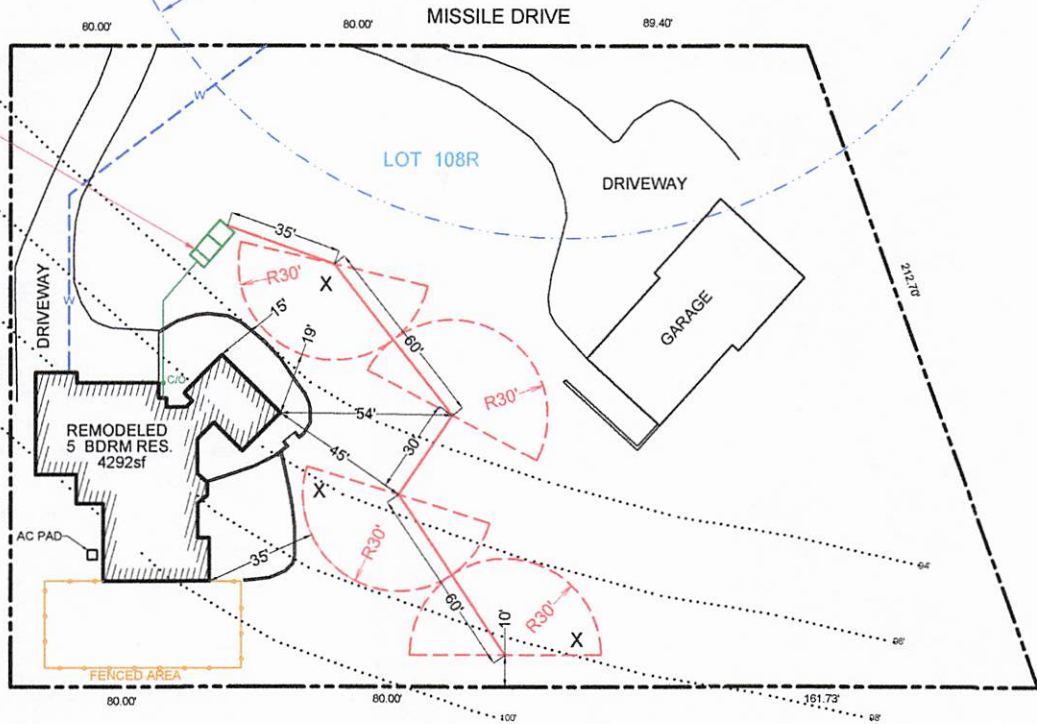 MISSILE DRIVE
60.00'
80.00'
89.40'
W
LOT 108R
DRIVEWAY
35'
R30'
X
15'
19'
60'
GARAGE
212.70'
DRIVEWAY
W
C/O
54'
R30'
REMODELED
5 BDRM RES.
4292sf
45'
30'
X
AC PAD
35'
R30'
60'
R30'
10'
X
94'
96'
FENCED AREA
80.00'
80.00'
100'
161.73'
98'